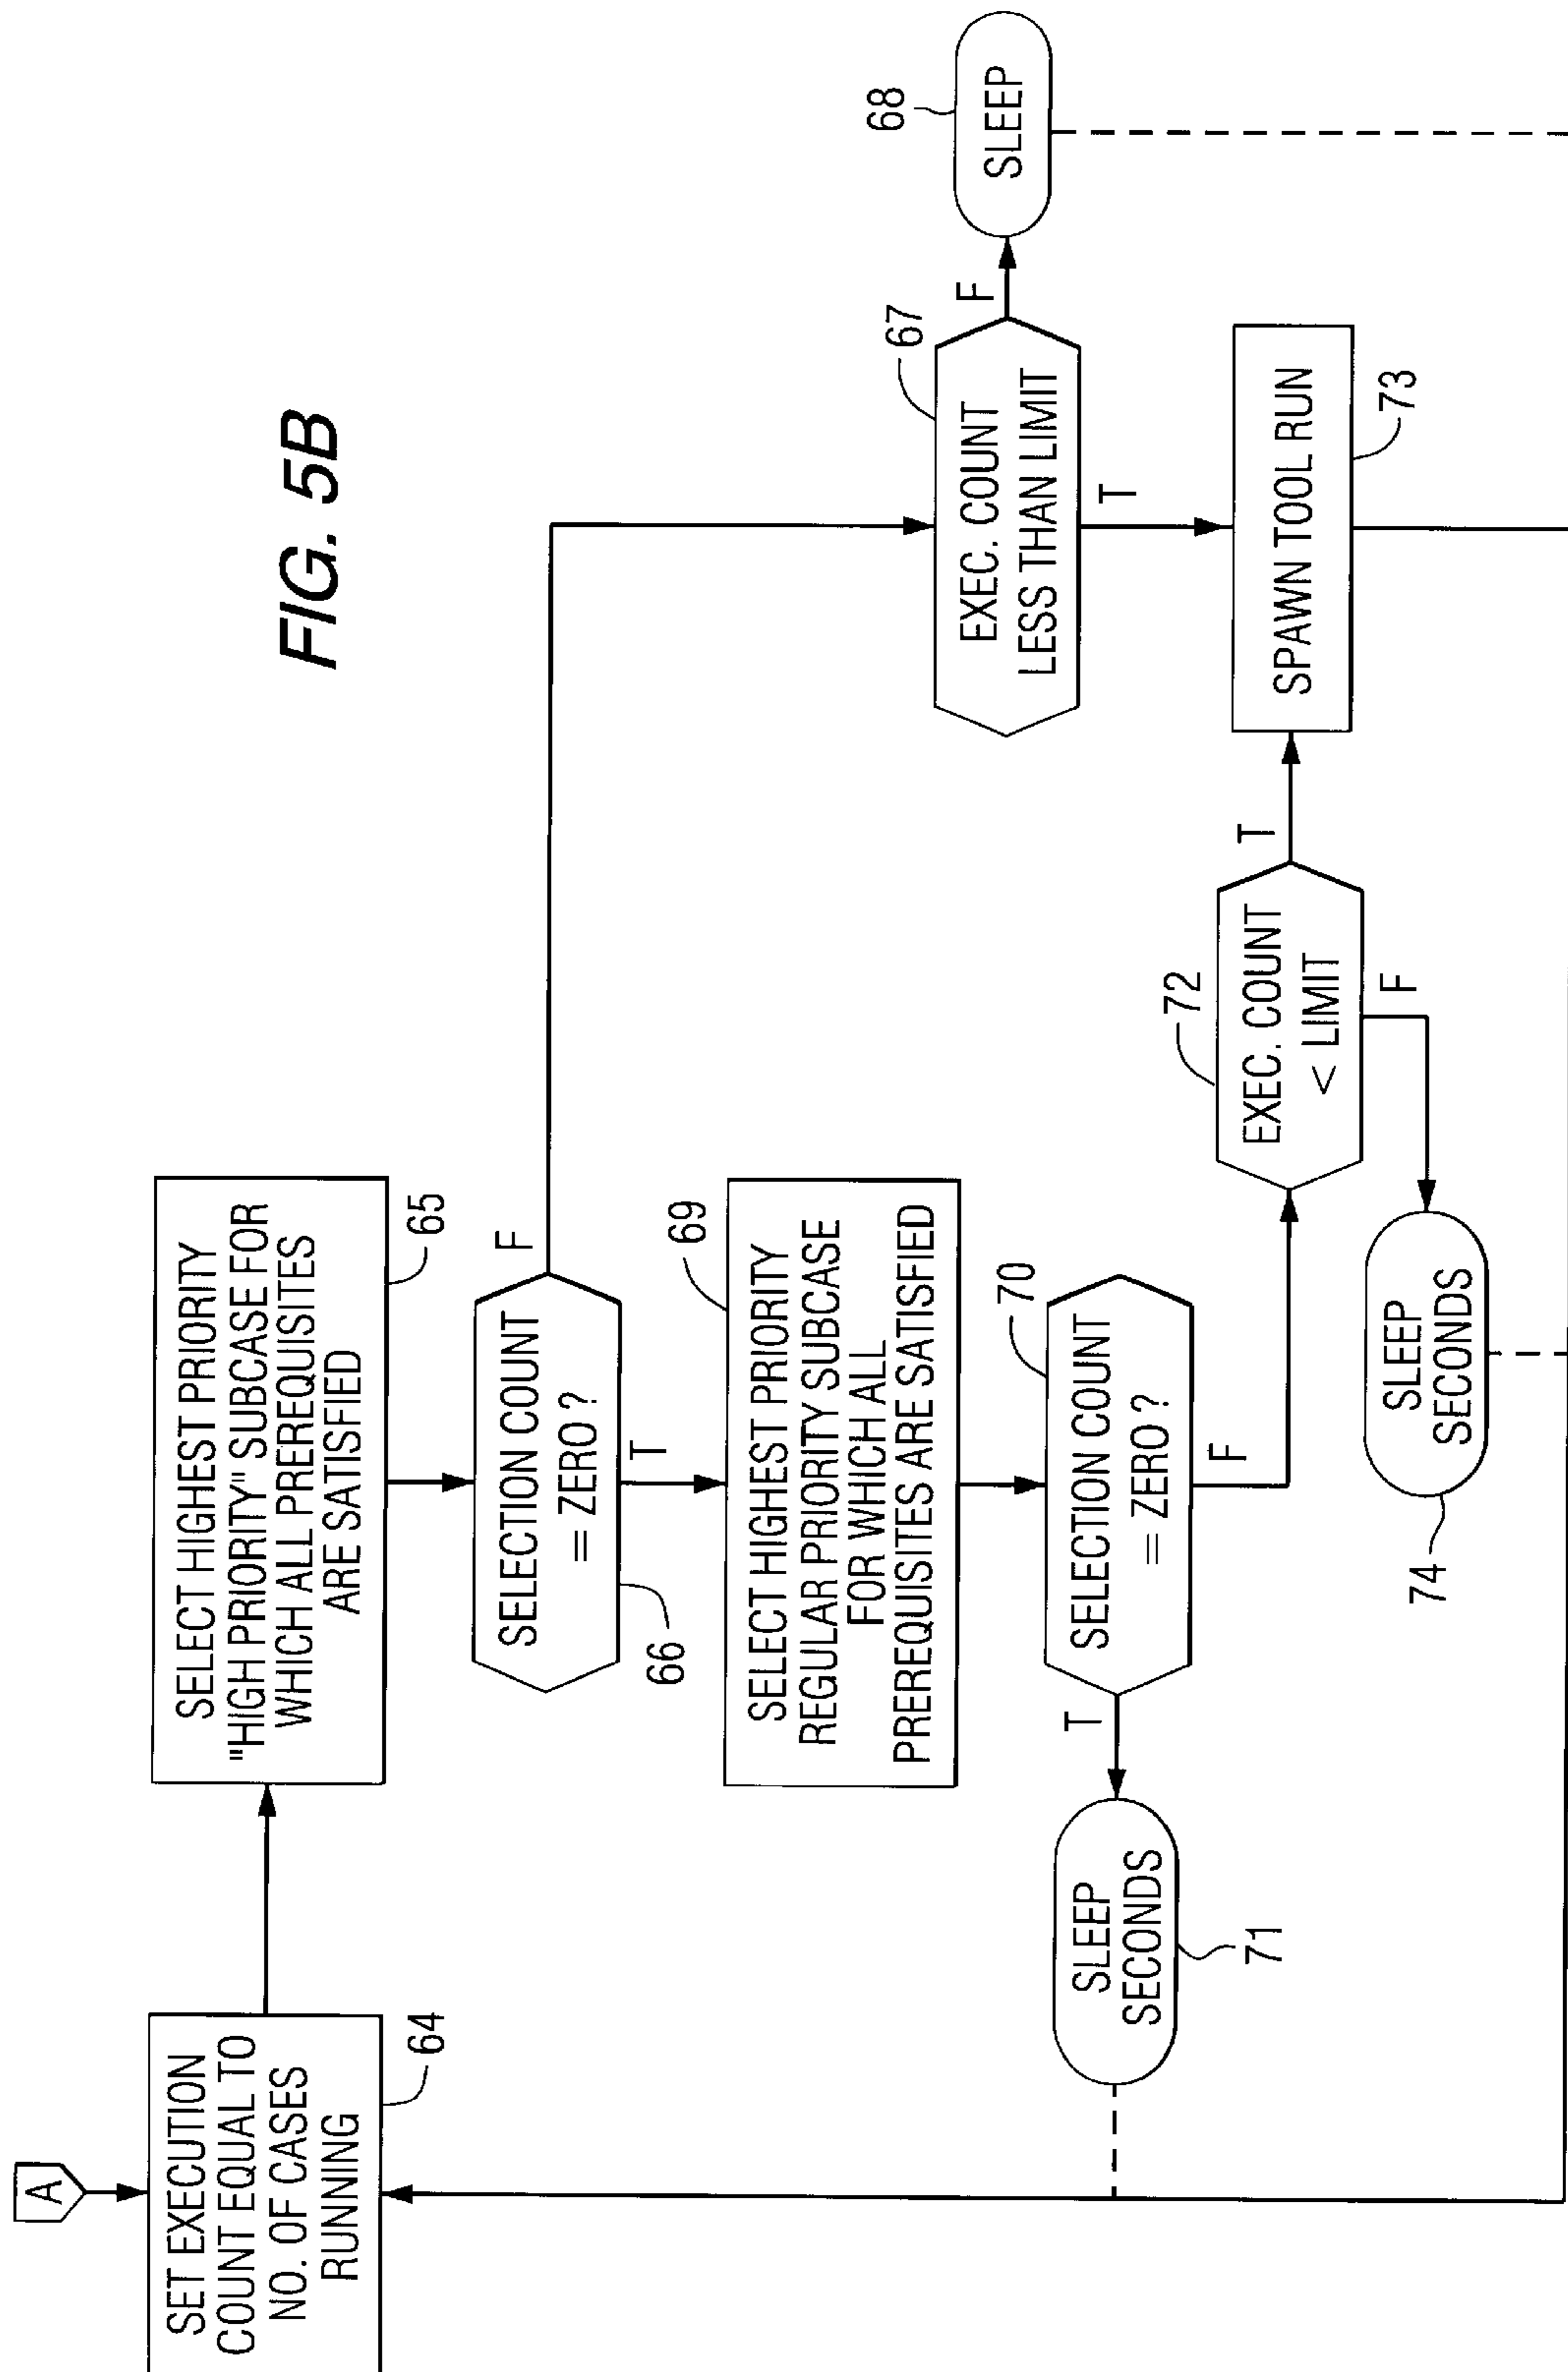 FIG. 5B
A
SET EXECUTION
COUNT EQUAL TO
NO. OF CASES
RUNNING
64
SELECT HIGHEST PRIORITY
"HIGH PRIORITY" SUBCASE FOR
WHICH ALL PREREQUISITES
ARE SATISFIED
65
SELECTION COUNT
= ZERO ?
66
F
T
EXEC. COUNT
LESS THAN LIMIT
67
F
T
SLEEP
68
SELECT HIGHEST PRIORITY
REGULAR PRIORITY SUBCASE
FOR WHICH ALL
PREREQUISITES ARE SATISFIED
69
SELECTION COUNT
= ZERO ?
70
T
F
SLEEP
SECONDS
71
EXEC. COUNT
< LIMIT
72
T
F
SPAWN TOOL RUN
73
SLEEP
SECONDS
74